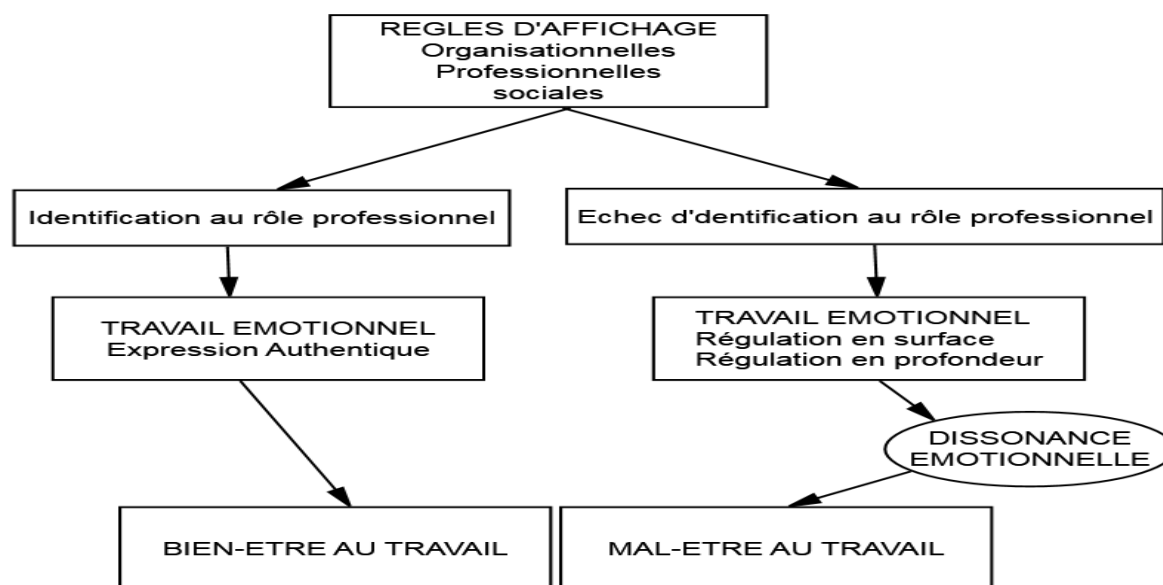 REGLES D'AFFICHAGE
Organisationnelles
Professionnelles
sociales
Identification au rôle professionnel
Echec d'dentification au rôle professionnel
TRAVAIL EMOTIONNEL
Expression Authentique
TRAVAIL EMOTIONNEL
Régulation en surface
Régulation en profondeur
DISSONANCE
EMOTIONNELLE
BIEN-ETRE AU TRAVAIL
MAL-ETRE AU TRAVAIL